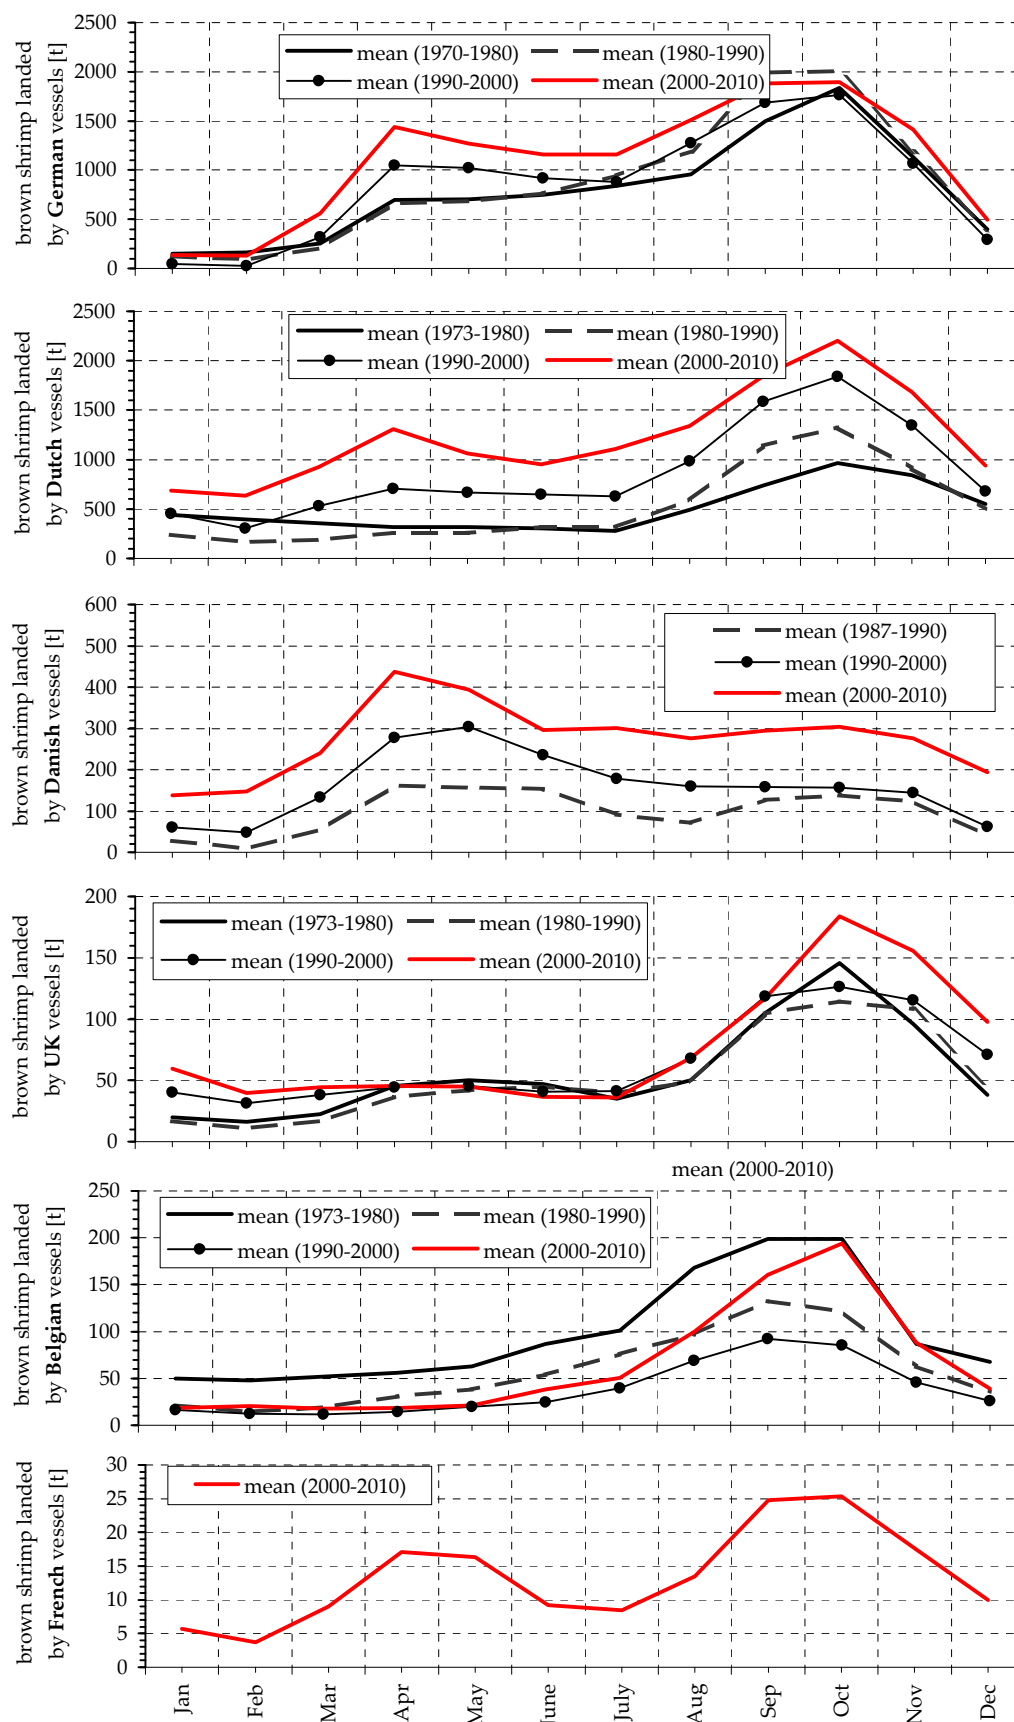 brown shrimp landed
by German vessels [t]
2500
2000
1500
1000
500
0
mean (1970-1980)
mean (1980-1990)
mean (1990-2000)
mean (2000-2010)
brown shrimp landed
by Dutch vessels [t]
2500
2000
1500
1000
500
0
mean (1973-1980)
mean (1980-1990)
mean (1990-2000)
mean (2000-2010)
brown shrimp landed
by Danish vessels [t]
600
500
400
300
200
100
0
mean (1987-1990)
mean (1990-2000)
mean (2000-2010)
brown shrimp landed
by UK vessels [t]
200
150
100
50
0
mean (1973-1980)
mean (1980-1990)
mean (1990-2000)
mean (2000-2010)
mean (2000-2010)
brown shrimp landed
by Belgian vessels [t]
250
200
150
100
50
0
mean (1973-1980)
mean (1980-1990)
mean (1990-2000)
mean (2000-2010)
brown shrimp landed
by French vessels [t]
30
25
20
15
10
5
0
mean (2000-2010)
Jan
Feb
Mar
Apr
May
June
July
Aug
Sep
Oct
Nov
Dec